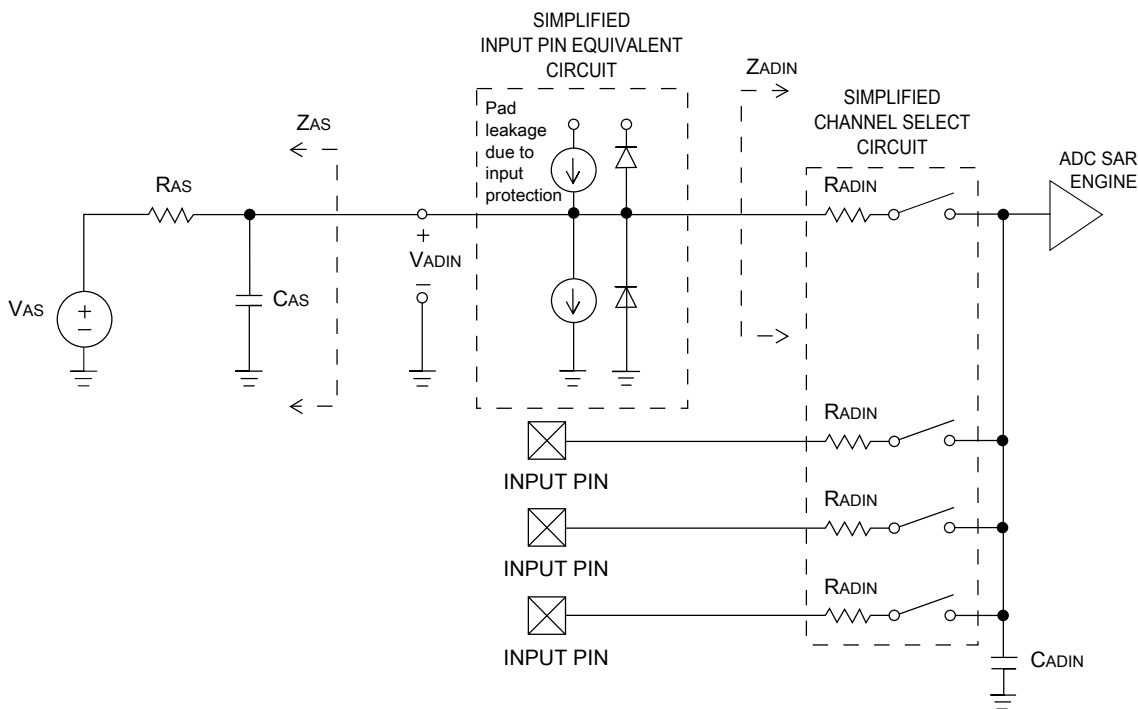 SIMPLIFIED
INPUT PIN EQUIVALENT
CIRCUIT
ZADIN
Pad
leakage
due to
input
protection
SIMPLIFIED
CHANNEL SELECT
CIRCUIT
ZAS
ADC SAR
ENGINE
RAS
RADIN
+
VADIN
–
CAS
VAS
+
–
RADIN
INPUT PIN
RADIN
INPUT PIN
RADIN
INPUT PIN
CADIN